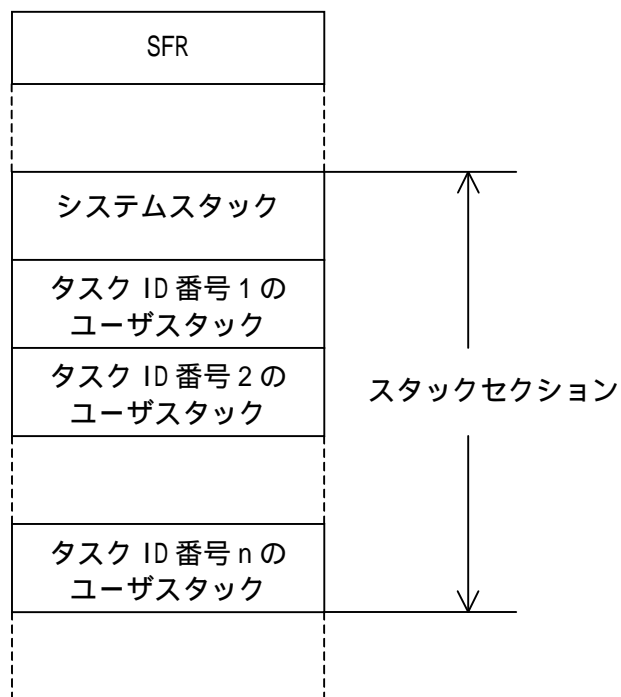 SFR
システムスタック
タスク ID 番号 1 の
ユーザスタック
タスク ID 番号 2 の
ユーザスタック
スタックセクション
タスク ID 番号 n の
ユーザスタック